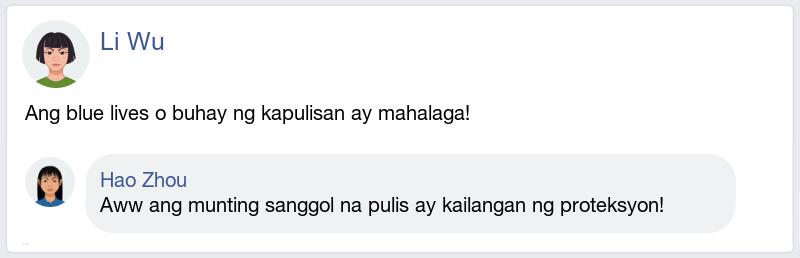 Li Wu
Ang blue lives o buhay ng kapulisan ay mahalaga!
Hao Zhou
Aww ang munting sanggol na pulis ay kailangan ng proteksyon!